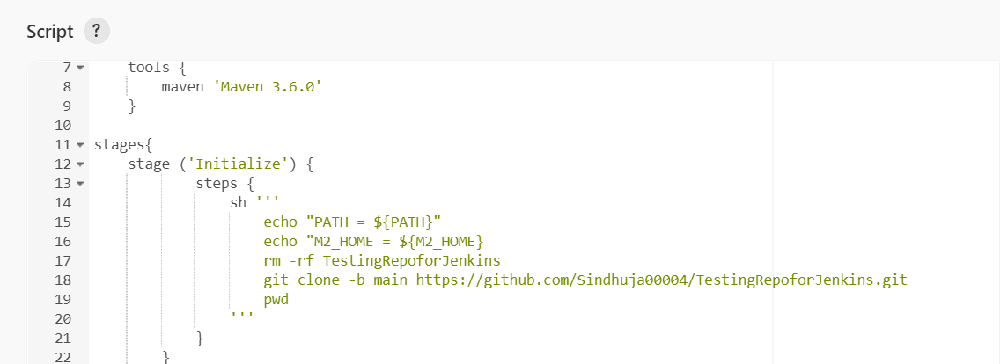 Script ?
7 tools {
8 maven 'Maven 3.6.0'
9 }
10
11 stages{
12 stage ('Initialize') {
13 steps {
14 sh '''
15 echo "PATH = ${PATH}"
16 echo "M2_HOME = ${M2_HOME}
17 rm -rf TestingRepoforJenkins
18 git clone -b main https://github.com/Sindhuja00004/TestingRepoforJenkins.git
19 pwd
20 '''
21 }
22 }